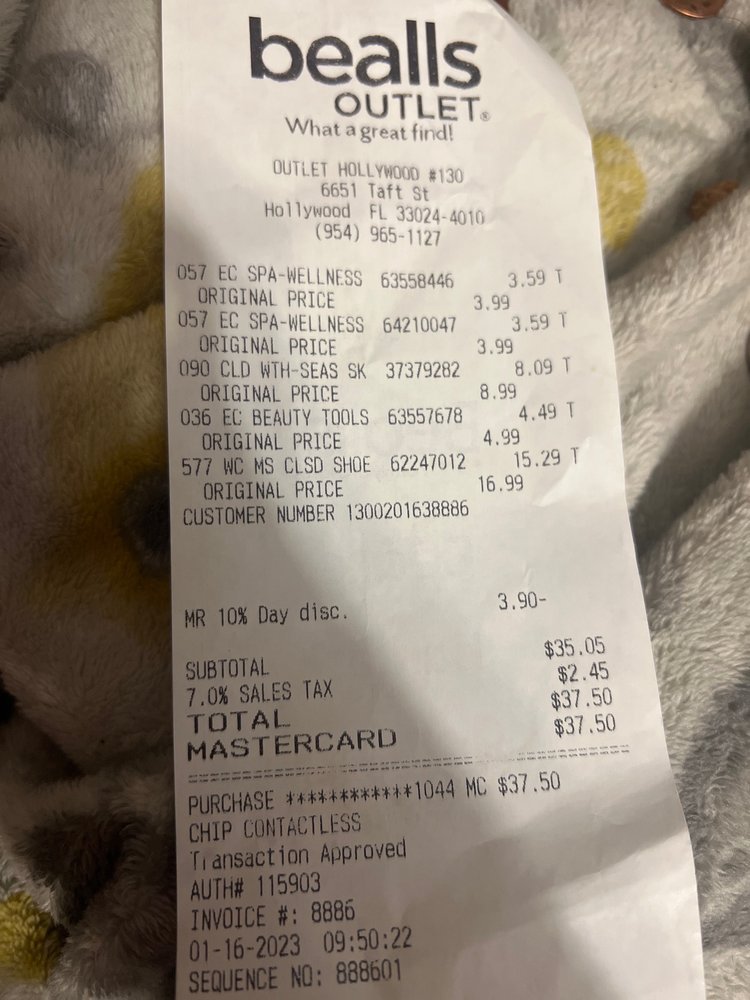 bealls
OUTLET®
What a great find!
OUTLET HOLLYWOOD #130
6651 Taft St
Hollywood FL 33024-4010
(954) 965-1127
057 EC SPA-WELLNESS 63558446 3.59 T
ORIGINAL PRICE 3.99
057 EC SPA-WELLNESS 64210047 3.59 T
ORIGINAL PRICE 3.99
090 CLD WTH-SEAS SK 37379282 8.09 T
ORIGINAL PRICE 8.99
036 EC BEAUTY TOOLS 63557678 4.49 T
ORIGINAL PRICE 4.99
577 WC MS CLSD SHOE 62247012 15.29 T
ORIGINAL PRICE 16.99
CUSTOMER NUMBER 1300201638886
MR 10% Day disc. 3.90-
SUBTOTAL $35.05
7.0% SALES TAX $2.45
TOTAL $37.50
MASTERCARD $37.50
PURCHASE ************1044 MC $37.50
CHIP CONTACTLESS
Transaction Approved
AUTH# 115903
INVOICE #: 8886
01-16-2023 09:50:22
SEQUENCE NO: 888601